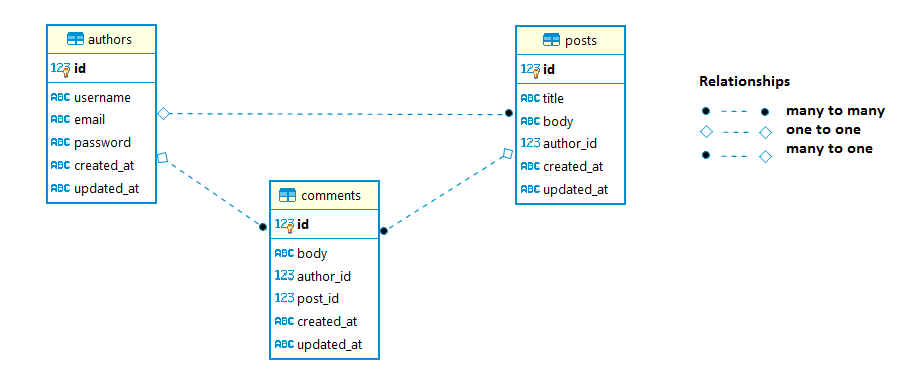 authors
123 id
ABC username
ABC email
ABC password
ABC created_at
ABC updated_at
posts
123 id
ABC title
ABC body
123 author_id
ABC created_at
ABC updated_at
comments
123 id
ABC body
123 author_id
123 post_id
ABC created_at
ABC updated_at
Relationships
many to many
one to one
many to one